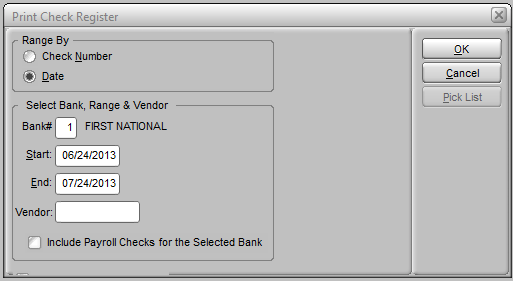 Print Check Register
Range By
Check Number
Date
OK
Cancel
Pick List
Select Bank, Range & Vendor
Bank# 1 FIRST NATIONAL
Start: 06/24/2013
End: 07/24/2013
Vendor:
Include Payroll Checks for the Selected Bank